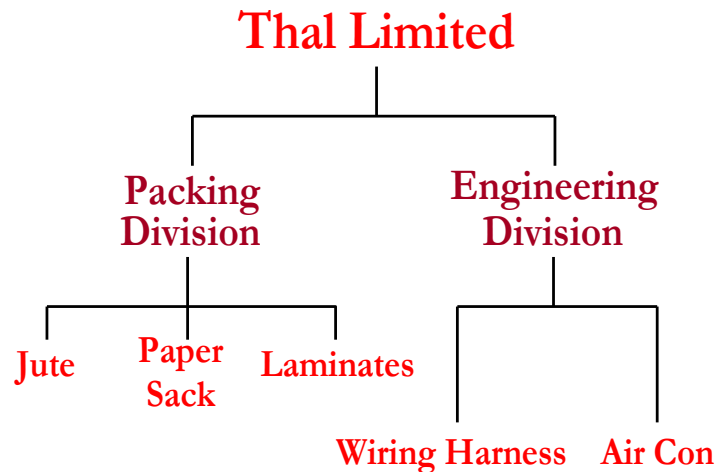 Thal Limited
Packing
Division
Engineering
Division
Jute
Paper
Sack
Laminates
Wiring Harness
Air Con